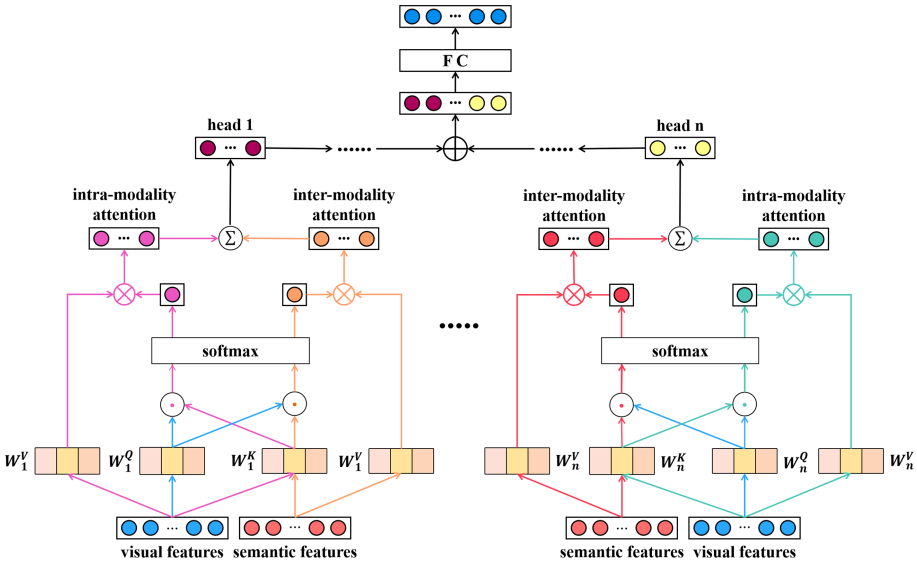 F C
head 1
head n
intra-modality
attention
inter-modality
attention
inter-modality
attention
intra-modality
attention
softmax
softmax
W_1^V
W_1^Q
W_1^K
W_1^V
W_n^V
W_n^K
W_n^Q
W_n^V
visual features
semantic features
semantic features
visual features